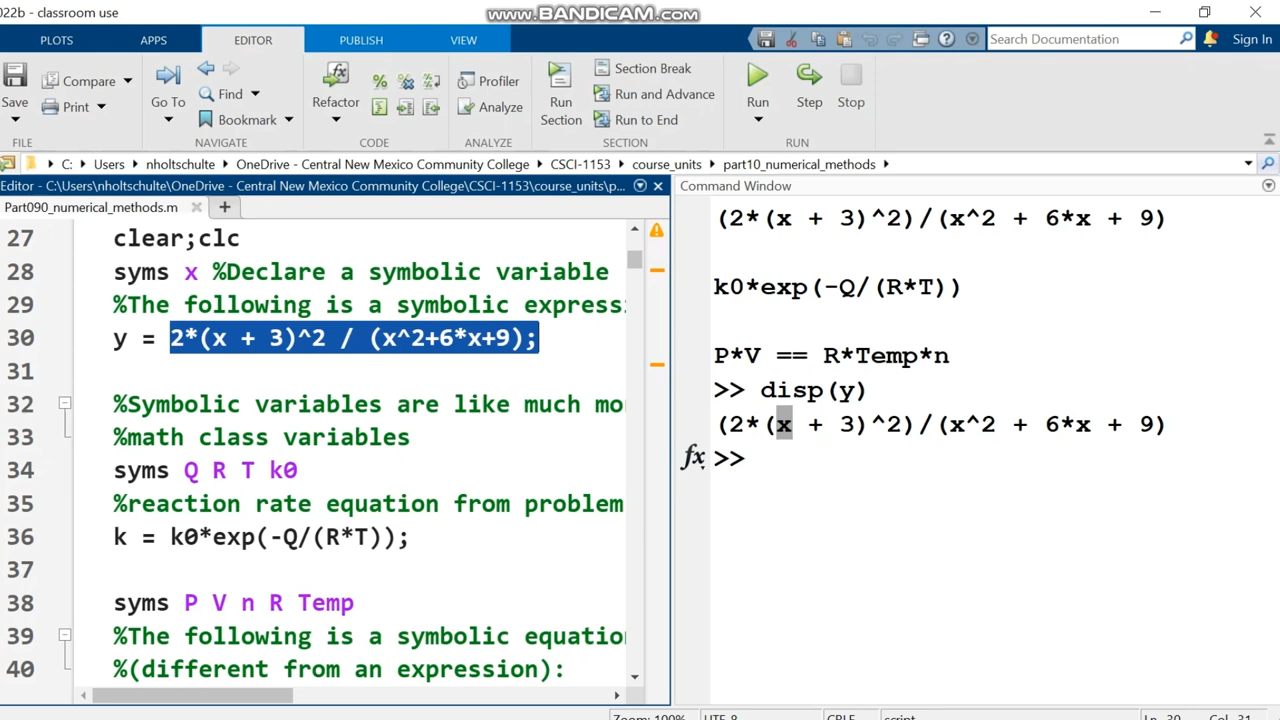 022b - classroom use
www.BANDICAM.com
PLOTS APPS EDITOR PUBLISH VIEW
Search Documentation
Sign In
Save
Compare
Print
FILE
Go To
Find
Bookmark
NAVIGATE
Refactor
CODE
Profiler
Analyze
ANALYZE
Run Section
Section Break
Run and Advance
Run to End
SECTION
Run
Step
Stop
RUN
C: Users nholtschulte OneDrive - Central New Mexico Community College CSCI-1153 course_units part10_numerical_methods
Editor - C:\Users\nholtschulte\OneDrive - Central New Mexico Community College\CSCI-1153\course_units\p...
Part090_numerical_methods.m
27 clear;clc
28 syms x %Declare a symbolic variable
29 %The following is a symbolic express
30 y = 2*(x + 3)^2 / (x^2+6*x+9);
31
32 %Symbolic variables are like much mo
33 %math class variables
34 syms Q R T k0
35 %reaction rate equation from problem
36 k = k0*exp(-Q/(R*T));
37
38 syms P V n R Temp
39 %The following is a symbolic equatio
40 %(different from an expression):
Command Window
(2*(x + 3)^2)/(x^2 + 6*x + 9)
k0*exp(-Q/(R*T))
P*V == R*Temp*n
>> disp(y)
(2*(x + 3)^2)/(x^2 + 6*x + 9)
fx >>